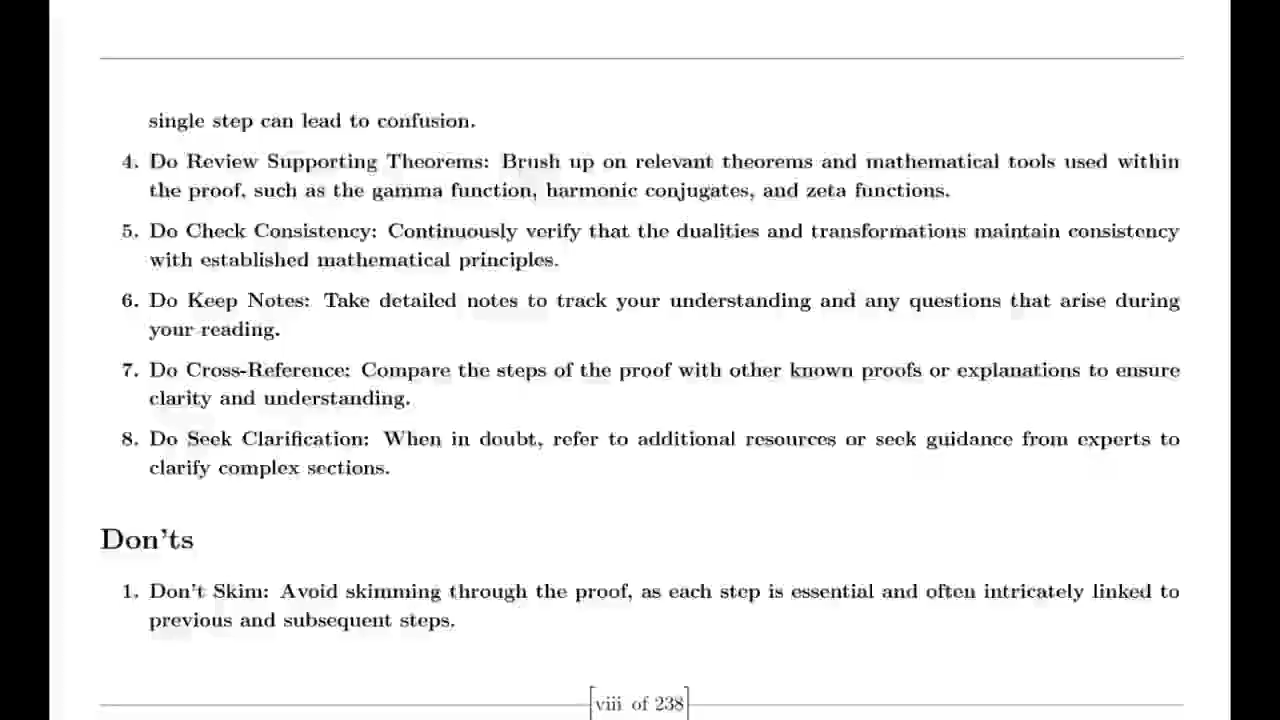 single step can lead to confusion.
4. Do Review Supporting Theorems: Brush up on relevant theorems and mathematical tools used within
the proof, such as the gamma function, harmonic conjugates, and zeta functions.
5. Do Check Consistency: Continuously verify that the dualities and transformations maintain consistency
with established mathematical principles.
6. Do Keep Notes: Take detailed notes to track your understanding and any questions that arise during
your reading.
7. Do Cross-Reference: Compare the steps of the proof with other known proofs or explanations to ensure
clarity and understanding.
8. Do Seek Clarification: When in doubt, refer to additional resources or seek guidance from experts to
clarify complex sections.
Don'ts
1. Don't Skim: Avoid skimming through the proof, as each step is essential and often intricately linked to
previous and subsequent steps.
[viii of 238]